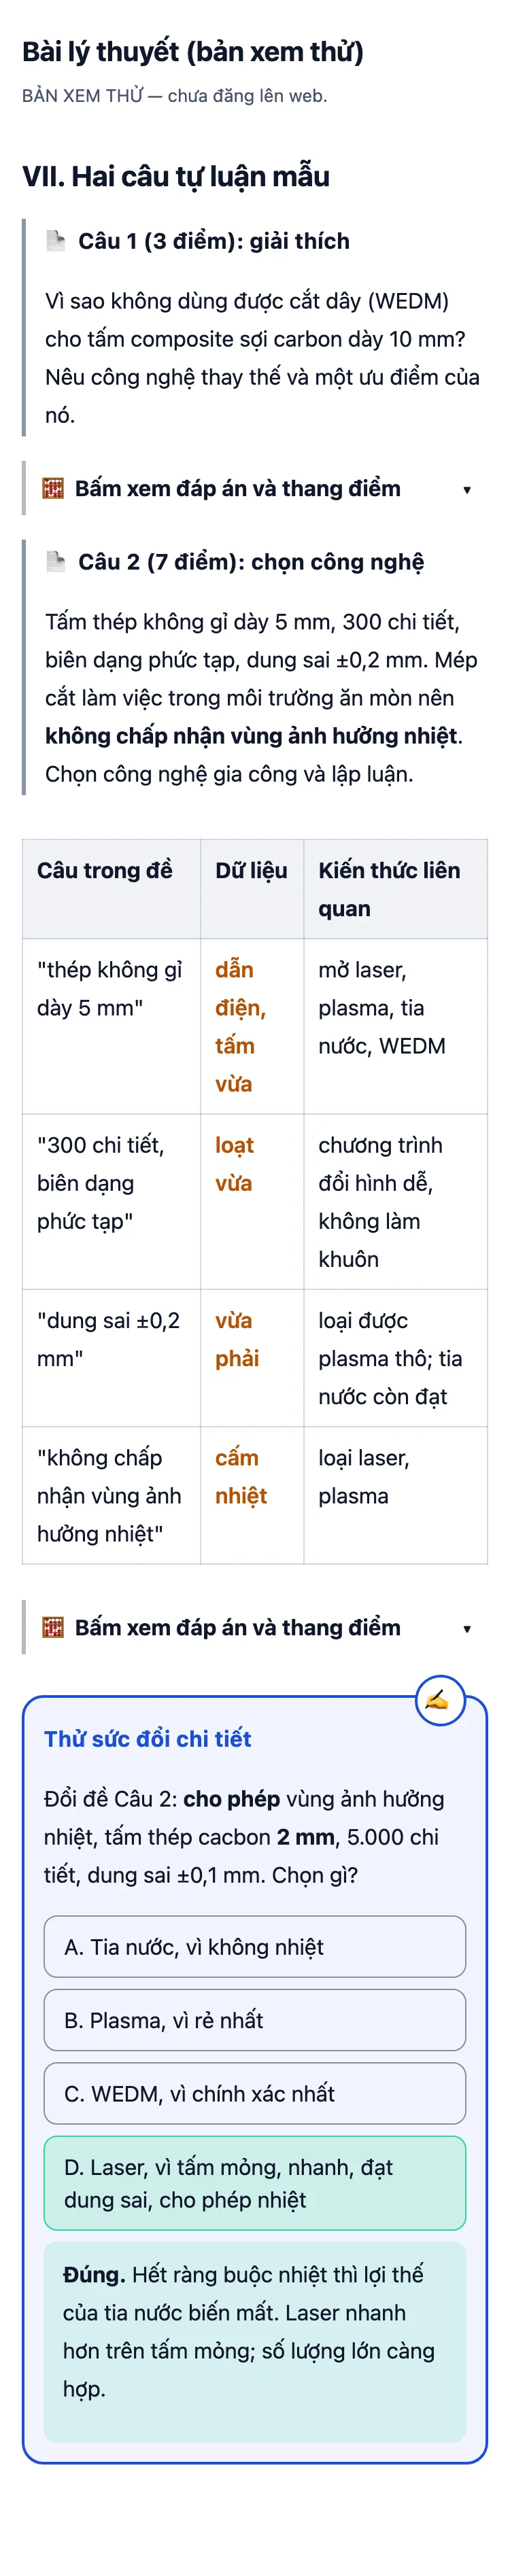 Bài lý thuyết (bản xem thử)
BẢN XEM THỬ — chưa đăng lên web.
VII. Hai câu tự luận mẫu
Câu 1 (3 điểm): giải thích
Vì sao không dùng được cắt dây (WEDM)
cho tấm composite sợi carbon dày 10 mm?
Nêu công nghệ thay thế và một ưu điểm của
nó.
Bấm xem đáp án và thang điểm
Câu 2 (7 điểm): chọn công nghệ
Tấm thép không gỉ dày 5 mm, 300 chi tiết,
biên dạng phức tạp, dung sai ±0,2 mm. Mép
cắt làm việc trong môi trường ăn mòn nên
không chấp nhận vùng ảnh hưởng nhiệt.
Chọn công nghệ gia công và lập luận.
Câu trong đề
Dữ liệu
Kiến thức liên
quan
"thép không gỉ
dày 5 mm"
dẫn
điện,
tấm
vừa
mở laser,
plasma, tia
nước, WEDM
"300 chi tiết,
biên dạng
phức tạp"
loạt
vừa
chương trình
đổi hình dễ,
không làm
khuôn
"dung sai ±0,2
mm"
vừa
phải
loại được
plasma thô; tia
nước còn đạt
"không chấp
nhận vùng ảnh
hưởng nhiệt"
cấm
nhiệt
loại laser,
plasma
Bấm xem đáp án và thang điểm
Thử sức đổi chi tiết
Đổi đề Câu 2: cho phép vùng ảnh hưởng
nhiệt, tấm thép cacbon 2 mm, 5.000 chi
tiết, dung sai ±0,1 mm. Chọn gì?
A. Tia nước, vì không nhiệt
B. Plasma, vì rẻ nhất
C. WEDM, vì chính xác nhất
D. Laser, vì tấm mỏng, nhanh, đạt
dung sai, cho phép nhiệt
Đúng. Hết ràng buộc nhiệt thì lợi thế
của tia nước biến mất. Laser nhanh
hơn trên tấm mỏng; số lượng lớn càng
hợp.